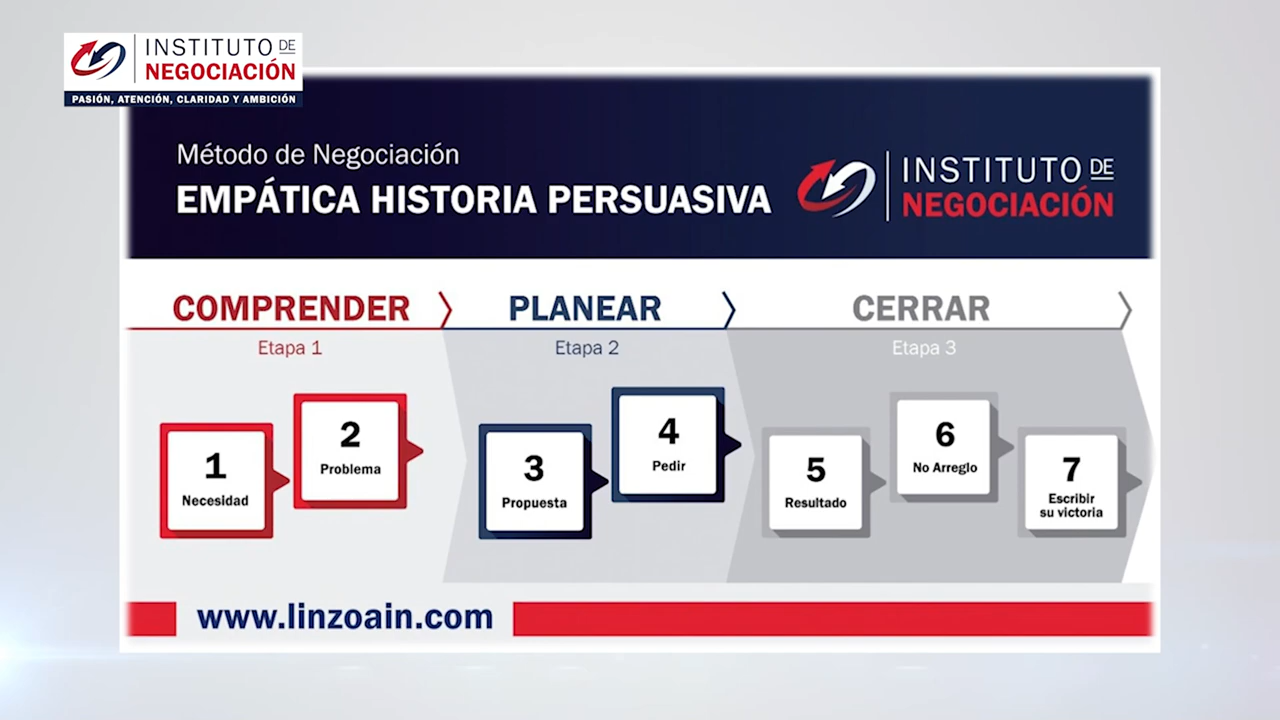 INSTITUTO DE
NEGOCIACIÓN
PASIÓN, ATENCIÓN, CLARIDAD Y AMBICIÓN
Método de Negociación
EMPÁTICA HISTORIA PERSUASIVA
INSTITUTO DE
NEGOCIACIÓN
COMPRENDER
Etapa 1
PLANEAR
Etapa 2
CERRAR
Etapa 3
1
Necesidad
2
Problema
3
Propuesta
4
Pedir
5
Resultado
6
No Arreglo
7
Escribir
su victoria
www.linzoain.com